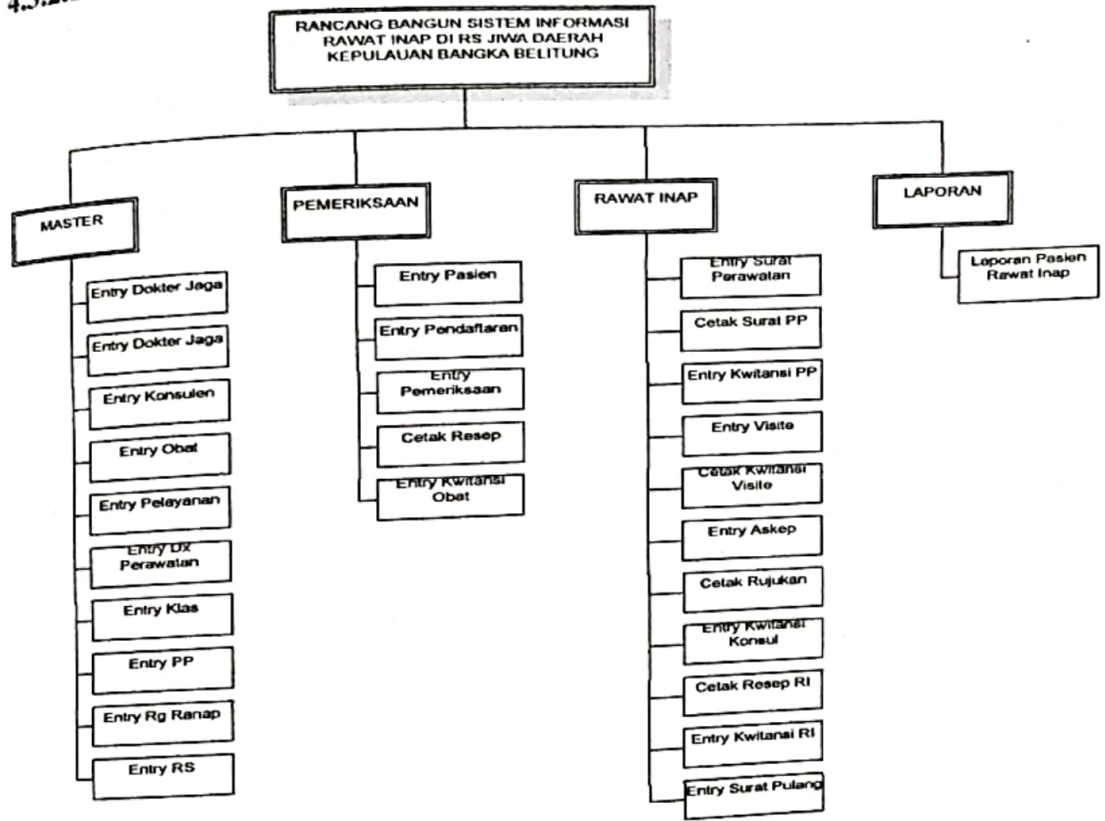 RANCANG BANGUN SISTEM INFORMASI
RAWAT INAP DI RS JIWA DAERAH
KEPULAUAN BANGKA BELITUNG
MASTER
Entry Dokter Jaga
Entry Dokter Jaga
Entry Konsulen
Entry Obat
Entry Pelayanan
Entry Dx
Perawatan
Entry Klas
Entry PP
Entry Rg Ranap
Entry RS
PEMERIKSAAN
Entry Pasien
Entry Pendaftaran
Entry
Pemeriksaan
Cetak Resep
Entry Kwitansi
Obat
RAWAT INAP
Entry Surat
Perawatan
Cetak Surat PP
Entry Kwitansi PP
Entry Visite
Cetak Kwitansi
Visite
Entry Askep
Cetak Rujukan
Entry Kwitansi
Konsul
Cetak Resep RI
Entry Kwitansi RI
Entry Surat Pulang
LAPORAN
Laporan Pasien
Rawat Inap